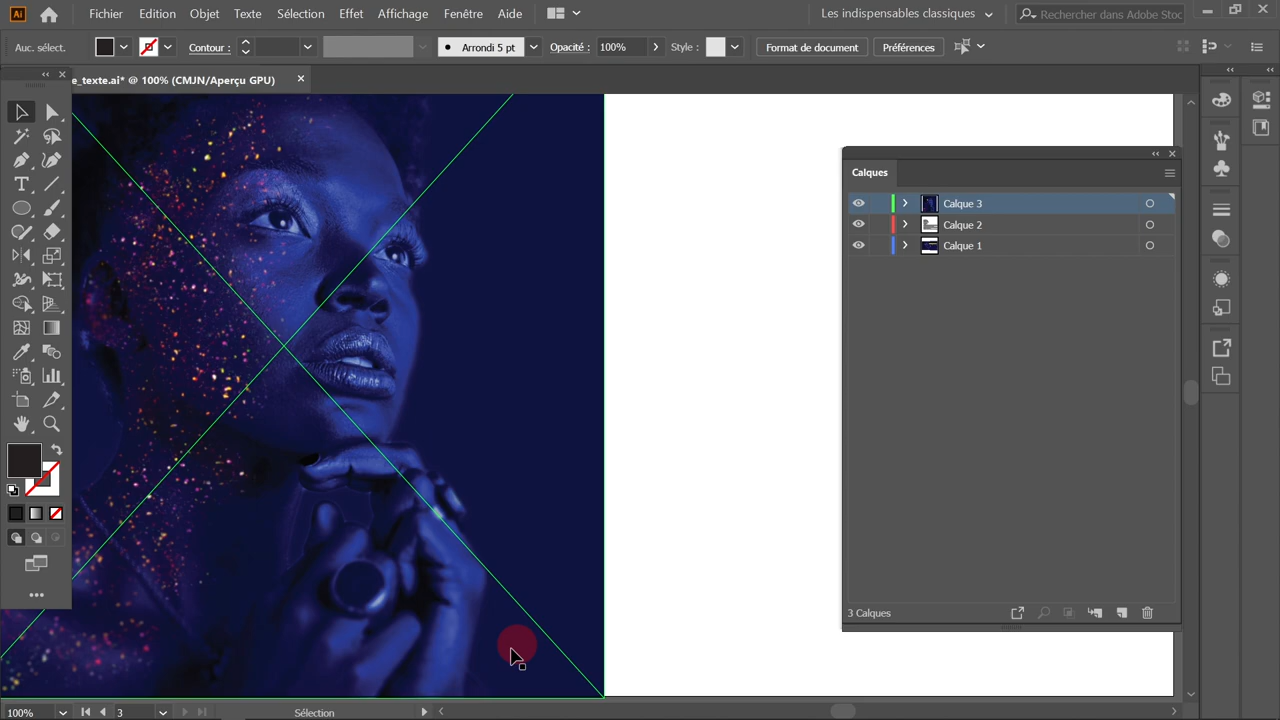 Ai
Fichier Edition Objet Texte Sélection Effet Affichage Fenêtre Aide
Les indispensables classiques
Rechercher dans Adobe Stoc
Auc. sélect.
Contour :
Arrondi 5 pt
Opacité : 100%
Style :
Format de document
Préférences
e_texte.ai* @ 100% (CMJN/Aperçu GPU)
Calques
Calque 3
Calque 2
Calque 1
3 Calques
100%
3
Sélection